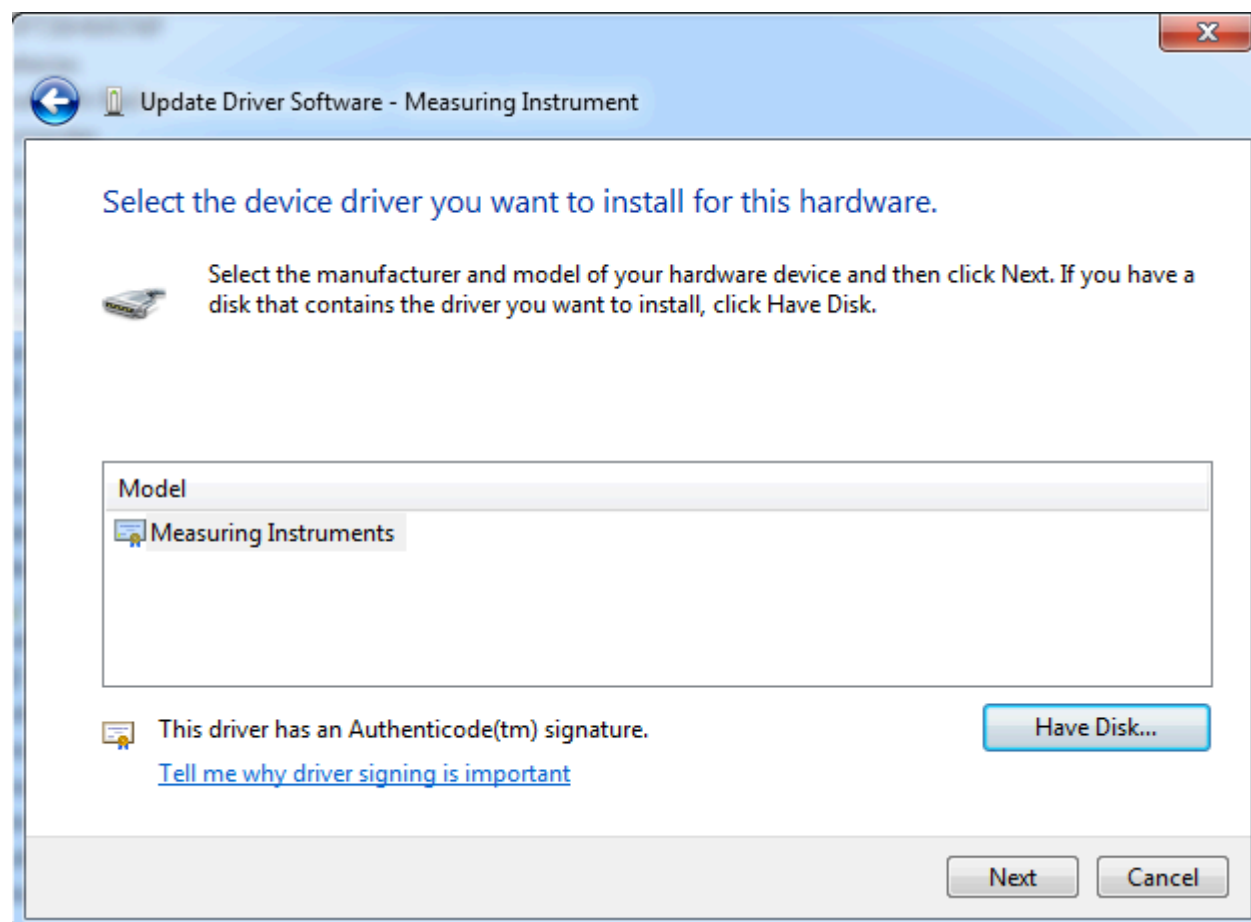 Update Driver Software - Measuring Instrument
Select the device driver you want to install for this hardware.
Select the manufacturer and model of your hardware device and then click Next. If you have a
disk that contains the driver you want to install, click Have Disk.
Model
Measuring Instruments
This driver has an Authenticode(tm) signature.
Have Disk...
Tell me why driver signing is important
Next
Cancel